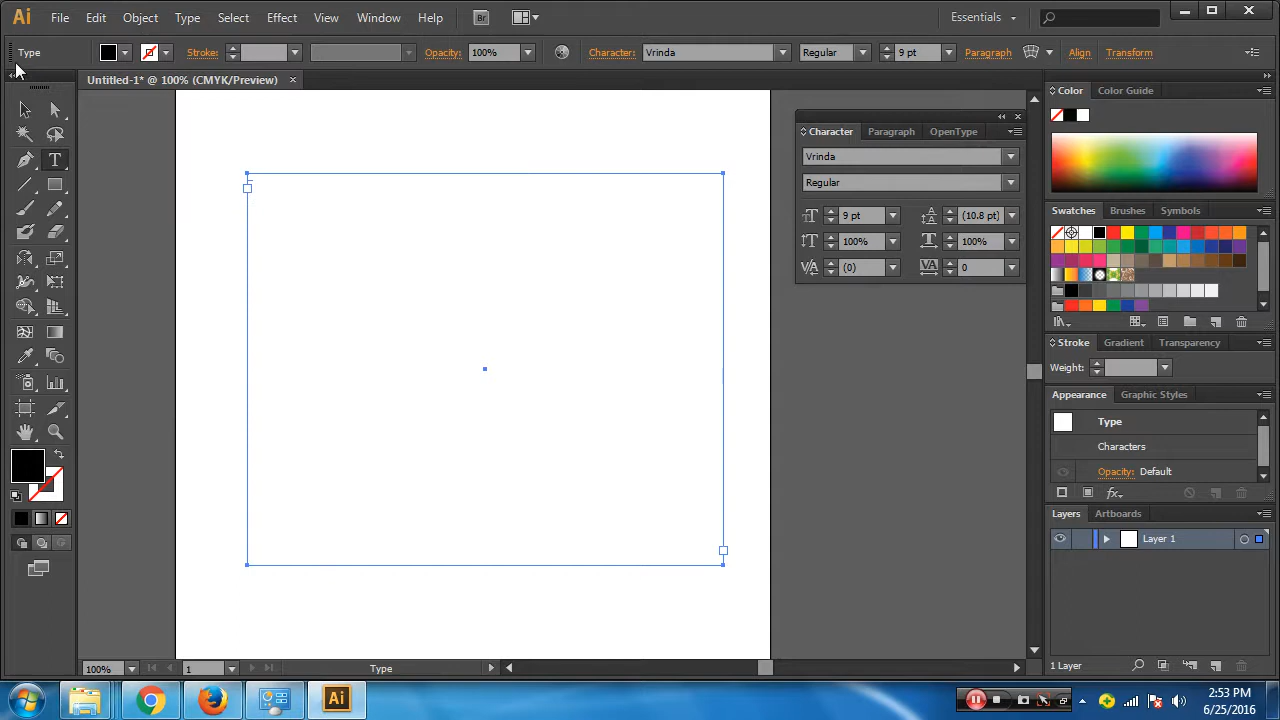 Ai File Edit Object Type Select Effect View Window Help Br Essentials
Type Stroke: Opacity: 100% Character: Vrinda Regular 9 pt Paragraph Align Transform
Untitled-1* @ 100% (CMYK/Preview)
Color Color Guide
Character Paragraph OpenType
Vrinda
Regular
9 pt (10.8 pt)
100% 100%
(0) 0
Swatches Brushes Symbols
Stroke Gradient Transparency
Weight:
Appearance Graphic Styles
Type
Characters
Opacity: Default
fx
Layers Artboards
Layer 1
1 Layer
100% 1 Type
Ai
2:53 PM
6/25/2016